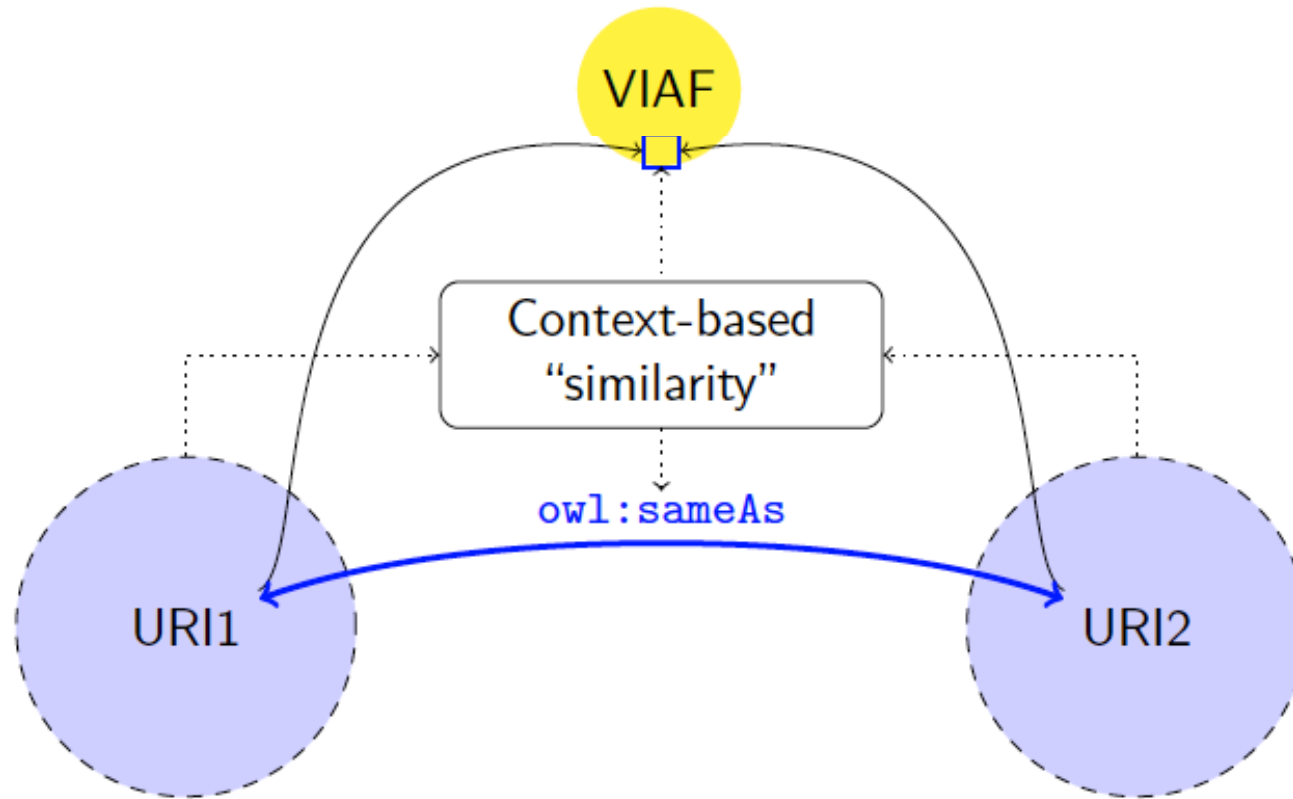 VIAF
Context-based
“similarity”
owl:sameAs
URI1
URI2